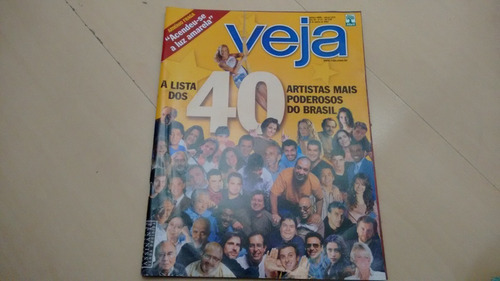 "Acendeu-se
a luz amarela"
veja
A LISTA
DOS
40
ARTISTAS MAIS
PODEROSOS
DO BRASIL